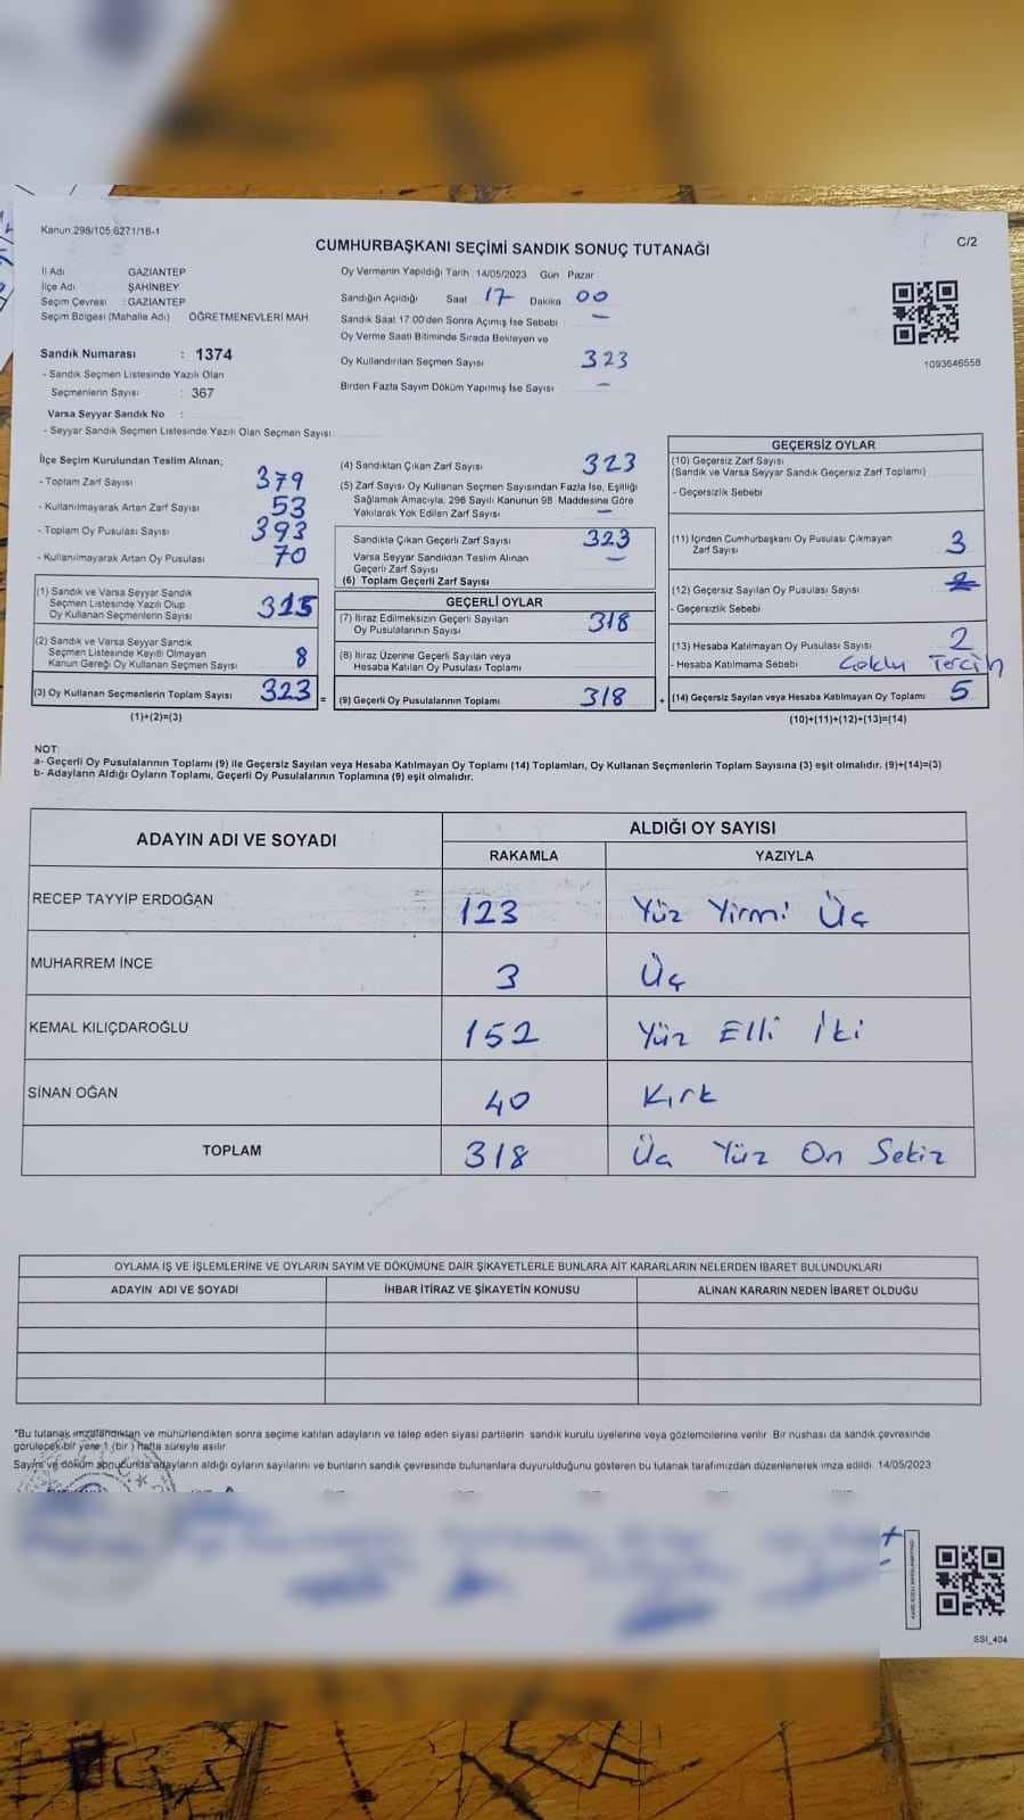 Kanun 298/105 6271/16-1
C/2
CUMHURBAŞKANI SEÇİMİ SANDIK SONUÇ TUTANAĞI
İl Adı GAZİANTEP
İlçe Adı ŞAHİNBEY
Seçim Çevresi : GAZİANTEP
Seçim Bölgesi (Mahalle Adı) ÖĞRETMENEVLERİ MAH
Sandık Numarası : 1374
- Sandık Seçmen Listesinde Yazılı Olan
Seçmenlerin Sayısı : 367
Varsa Seyyar Sandık No :
- Seyyar Sandık Seçmen Listesinde Yazılı Olan Seçmen Sayısı:
Oy Vermenin Yapıldığı Tarih 14/05/2023 Gün Pazar
Sandığın Açıldığı Saat 17 Dakika 00
Sandık Saat 17 00'den Sonra Açımış İse Sebebi —
Oy Verme Saati Bitiminde Sırada Bekleyen ve
Oy Kullandırılan Seçmen Sayısı 323
Birden Fazla Sayım Döküm Yapılmış İse Sayısı —
1093646558
İlçe Seçim Kurulundan Teslim Alınan;
- Toplam Zarf Sayısı 379
- Kullanılmayarak Artan Zarf Sayısı 53
- Toplam Oy Pusulası Sayısı 393
- Kullanılmayarak Artan Oy Pusulası 70
(1) Sandık ve Varsa Seyyar Sandık
Seçmen Listesinde Yazılı Olup
Oy Kullanan Seçmenlerin Sayısı 315
(2) Sandık ve Varsa Seyyar Sandık
Seçmen Listesinde Kayıtlı Olmayan
Kanun Gereği Oy Kullanan Seçmen Sayısı 8
(3) Oy Kullanan Seçmenlerin Toplam Sayısı 323 =
(1)+(2)=(3)
(4) Sandıktan Çıkan Zarf Sayısı 323
(5) Zarf Sayısı Oy Kullanan Seçmen Sayısından Fazla İse, Eşitliği
Sağlamak Amacıyla, 298 Sayılı Kanunun 98 Maddesine Göre
Yakılarak Yok Edilen Zarf Sayısı —
Sandıkta Çıkan Geçerli Zarf Sayısı 323
Varsa Seyyar Sandıktan Teslim Alınan
Geçerli Zarf Sayısı —
(6) Toplam Geçerli Zarf Sayısı
GEÇERLİ OYLAR
(7) İtiraz Edilmeksizin Geçerli Sayılan
Oy Pusulalarının Sayısı 318
(8) İtiraz Üzerine Geçerli Sayılan veya
Hesaba Katılan Oy Pusulası Toplamı
(9) Geçerli Oy Pusulalarının Toplamı 318 +
GEÇERSİZ OYLAR
(10) Geçersiz Zarf Sayısı
(Sandık ve Varsa Seyyar Sandık Geçersiz Zarf Toplamı)
- Geçersizlik Sebebi
(11) İçinden Cumhurbaşkanı Oy Pusulası Çıkmayan
Zarf Sayısı 3
(12) Geçersiz Sayılan Oy Pusulası Sayısı
- Geçersizlik Sebebi
(13) Hesaba Katılmayan Oy Pusulası Sayısı 2
- Hesaba Katılmama Sebebi Çoklu Tercih
(14) Geçersiz Sayılan veya Hesaba Katılmayan Oy Toplamı 5
(10)+(11)+(12)+(13)=(14)
NOT:
a- Geçerli Oy Pusulalarının Toplamı (9) ile Geçersiz Sayılan veya Hesaba Katılmayan Oy Toplamı (14) Toplamları, Oy Kullanan Seçmenlerin Toplam Sayısına (3) eşit olmalıdır. (9)+(14)=(3)
b- Adayların Aldığı Oyların Toplamı, Geçerli Oy Pusulalarının Toplamına (9) eşit olmalıdır.
ADAYIN ADI VE SOYADI ALDIĞI OY SAYISI
RAKAMLA YAZIYLA
RECEP TAYYİP ERDOĞAN 123 Yüz Yirmi Üç
MUHARREM İNCE 3 Üç
KEMAL KILIÇDAROĞLU 152 Yüz Elli İki
SİNAN OĞAN 40 Kırk
TOPLAM 318 Üç Yüz On Sekiz
OYLAMA İŞ VE İŞLEMLERİNE VE OYLARIN SAYIM VE DÖKÜMÜNE DAİR ŞİKAYETLERLE BUNLARA AİT KARARLARIN NELERDEN İBARET BULUNDUKLARI
ADAYIN ADI VE SOYADI İHBAR İTİRAZ VE ŞİKAYETİN KONUSU ALINAN KARARIN NEDEN İBARET OLDUĞU
"Bu tutanak imzalandıktan ve mühürlendikten sonra seçime katılan adayların ve talep eden siyasi partilerin sandık kurulu üyelerine veya gözlemcilerine verilir Bir nüshası da sandık çevresinde
görülecek bir yere 1 (bir) hafta süreyle asılır
Sayım ve döküm sonucunda adayların aldığı oyların sayılarını ve bunların sandık çevresinde bulunanlara duyurulduğunu gösteren bu tutanak tarafımızdan düzenlenerek imza edildi. 14/05/2023
SSI_404